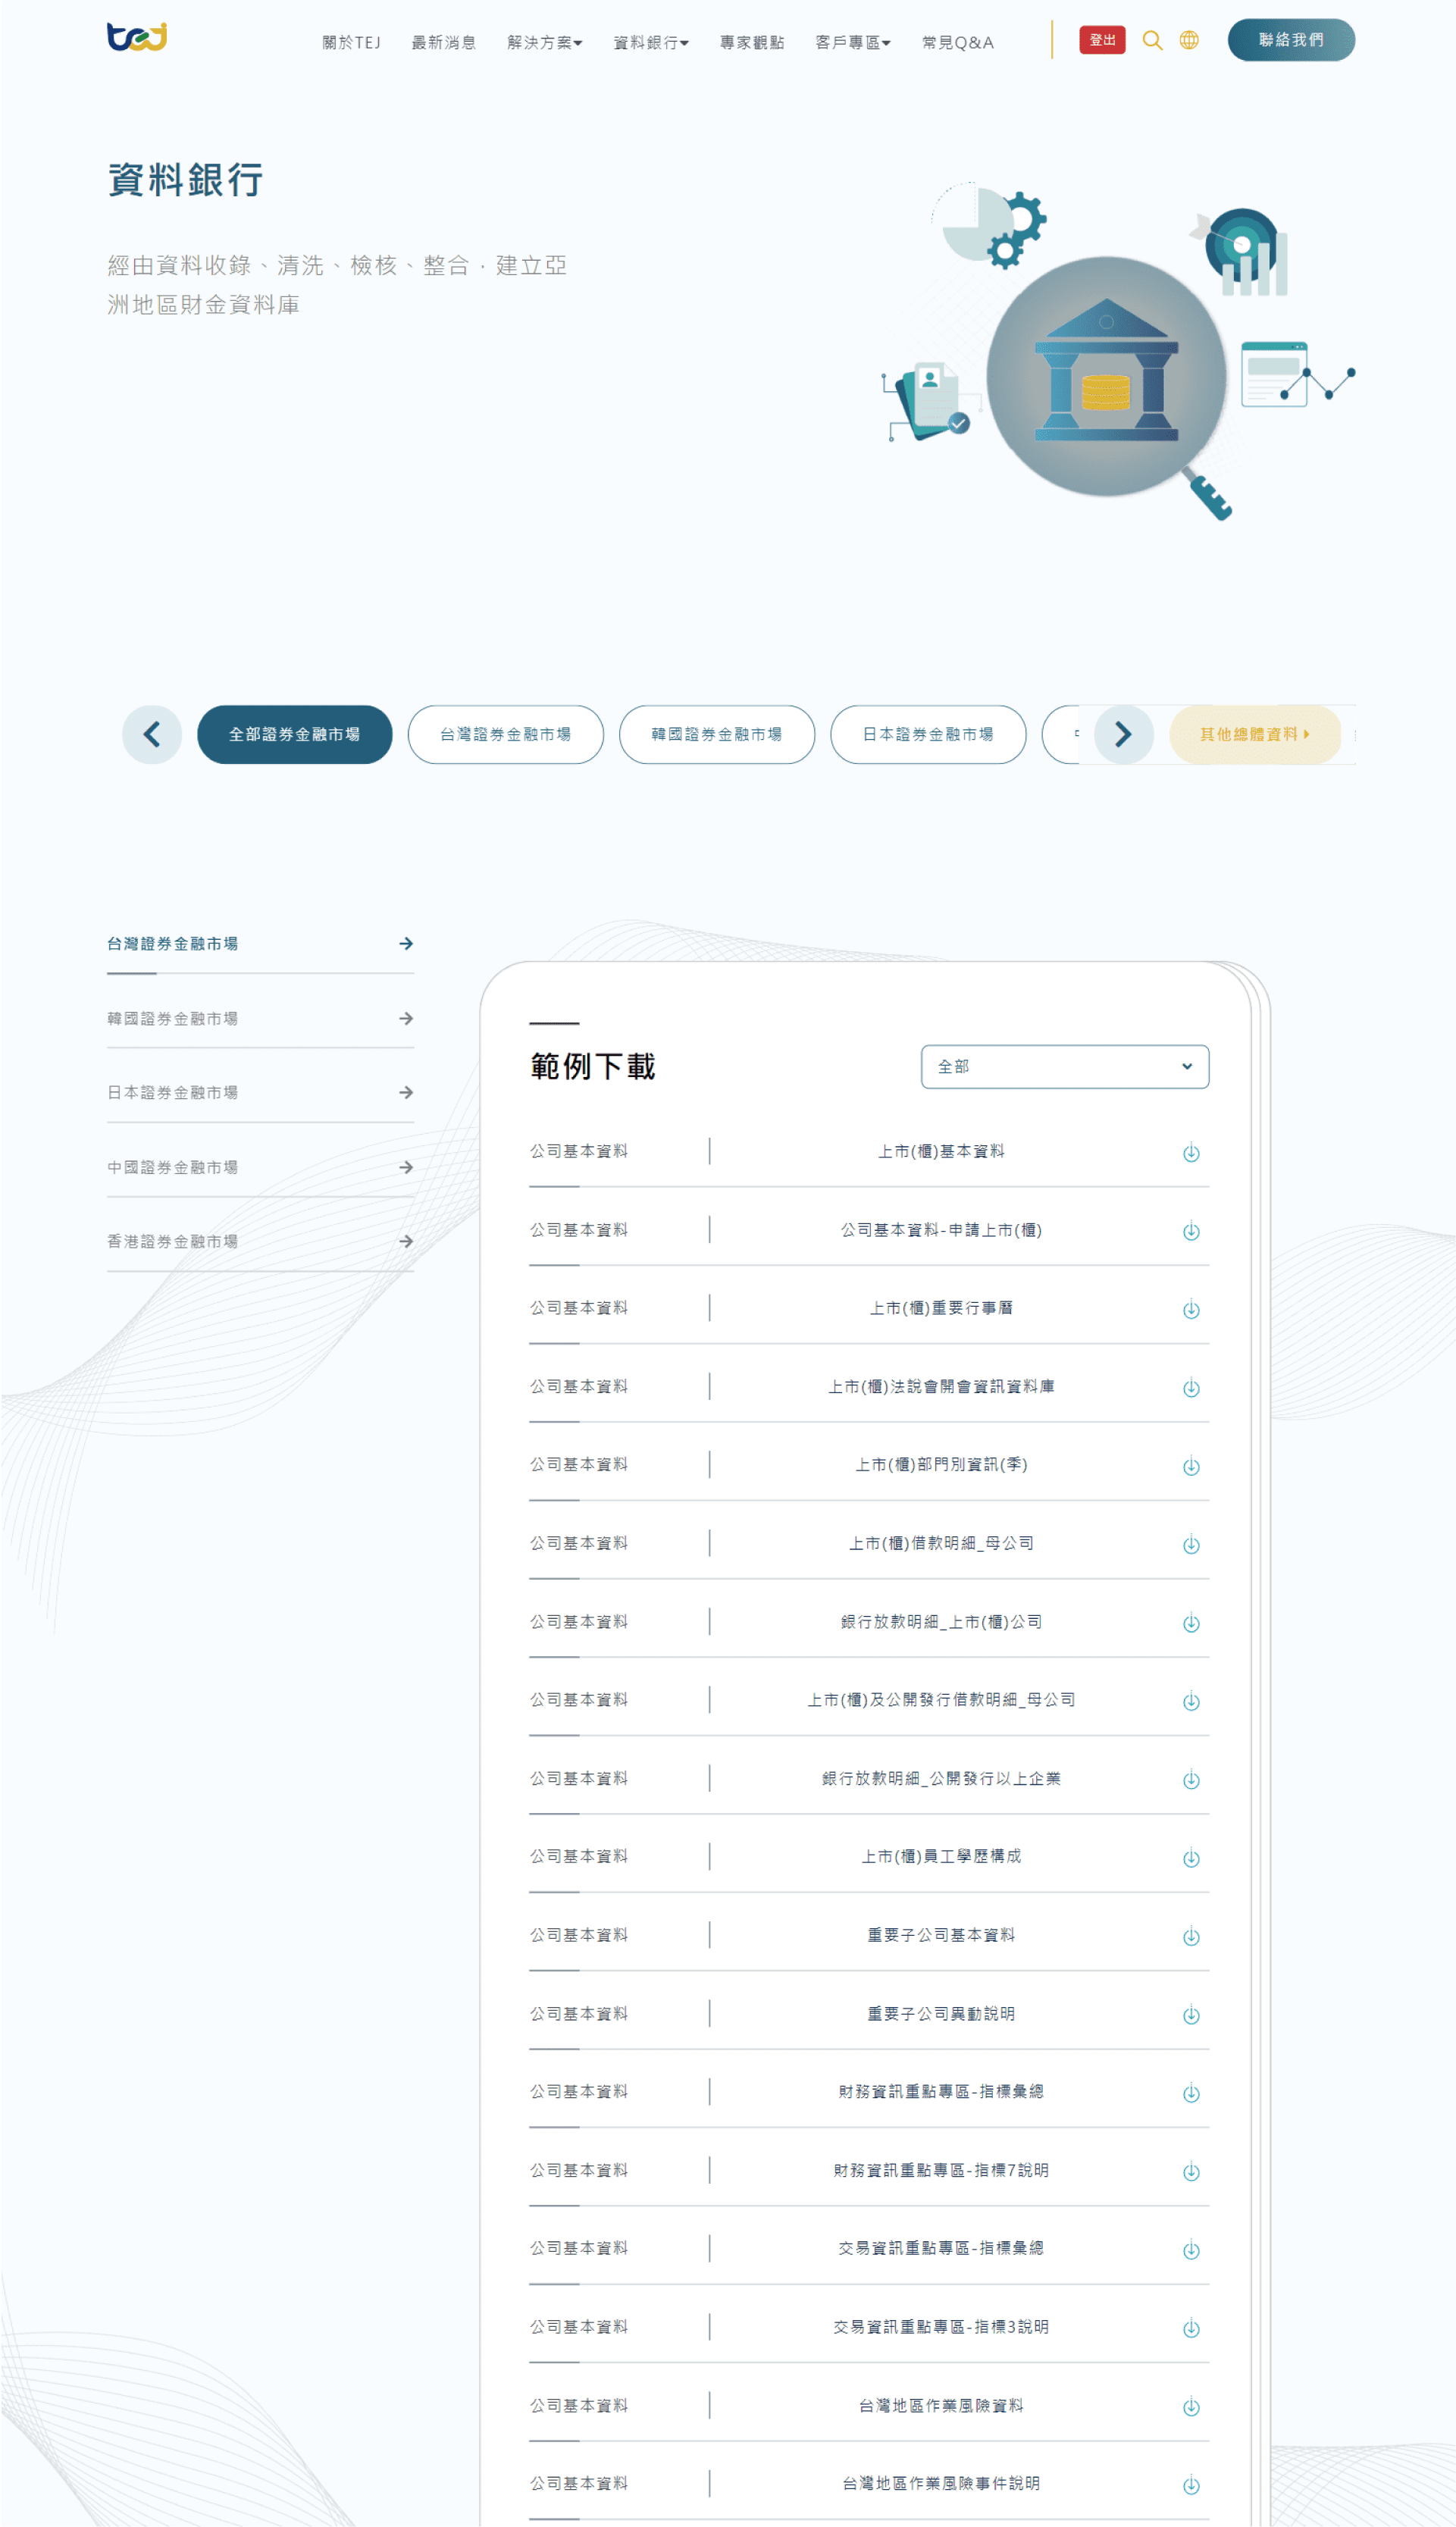 tej
關於TEJ
最新消息
解決方案
資料銀行
專家觀點
客戶專區
常見Q&A
登出
聯絡我們
資料銀行
經由資料收錄、清洗、檢核、整合．建立亞
洲地區財金資料庫
全部證券金融市場
台灣證券金融市場
韓國證券金融市場
日本證券金融市場
其他總體資料
台灣證券金融市場
韓國證券金融市場
日本證券金融市場
中國證券金融市場
香港證券金融市場
範例下載
全部
公司基本資料 上市(櫃)基本資料
公司基本資料 公司基本資料-申請上市(櫃)
公司基本資料 上市(櫃)重要行事曆
公司基本資料 上市(櫃)法說會開會資訊資料庫
公司基本資料 上市(櫃)部門別資訊(季)
公司基本資料 上市(櫃)借款明細_母公司
公司基本資料 銀行放款明細_上市(櫃)公司
公司基本資料 上市(櫃)及公開發行借款明細_母公司
公司基本資料 銀行放款明細_公開發行以上企業
公司基本資料 上市(櫃)員工學歷構成
公司基本資料 重要子公司基本資料
公司基本資料 重要子公司異動說明
公司基本資料 財務資訊重點專區-指標彙總
公司基本資料 財務資訊重點專區-指標7說明
公司基本資料 交易資訊重點專區-指標彙總
公司基本資料 交易資訊重點專區-指標3說明
公司基本資料 台灣地區作業風險資料
公司基本資料 台灣地區作業風險事件說明